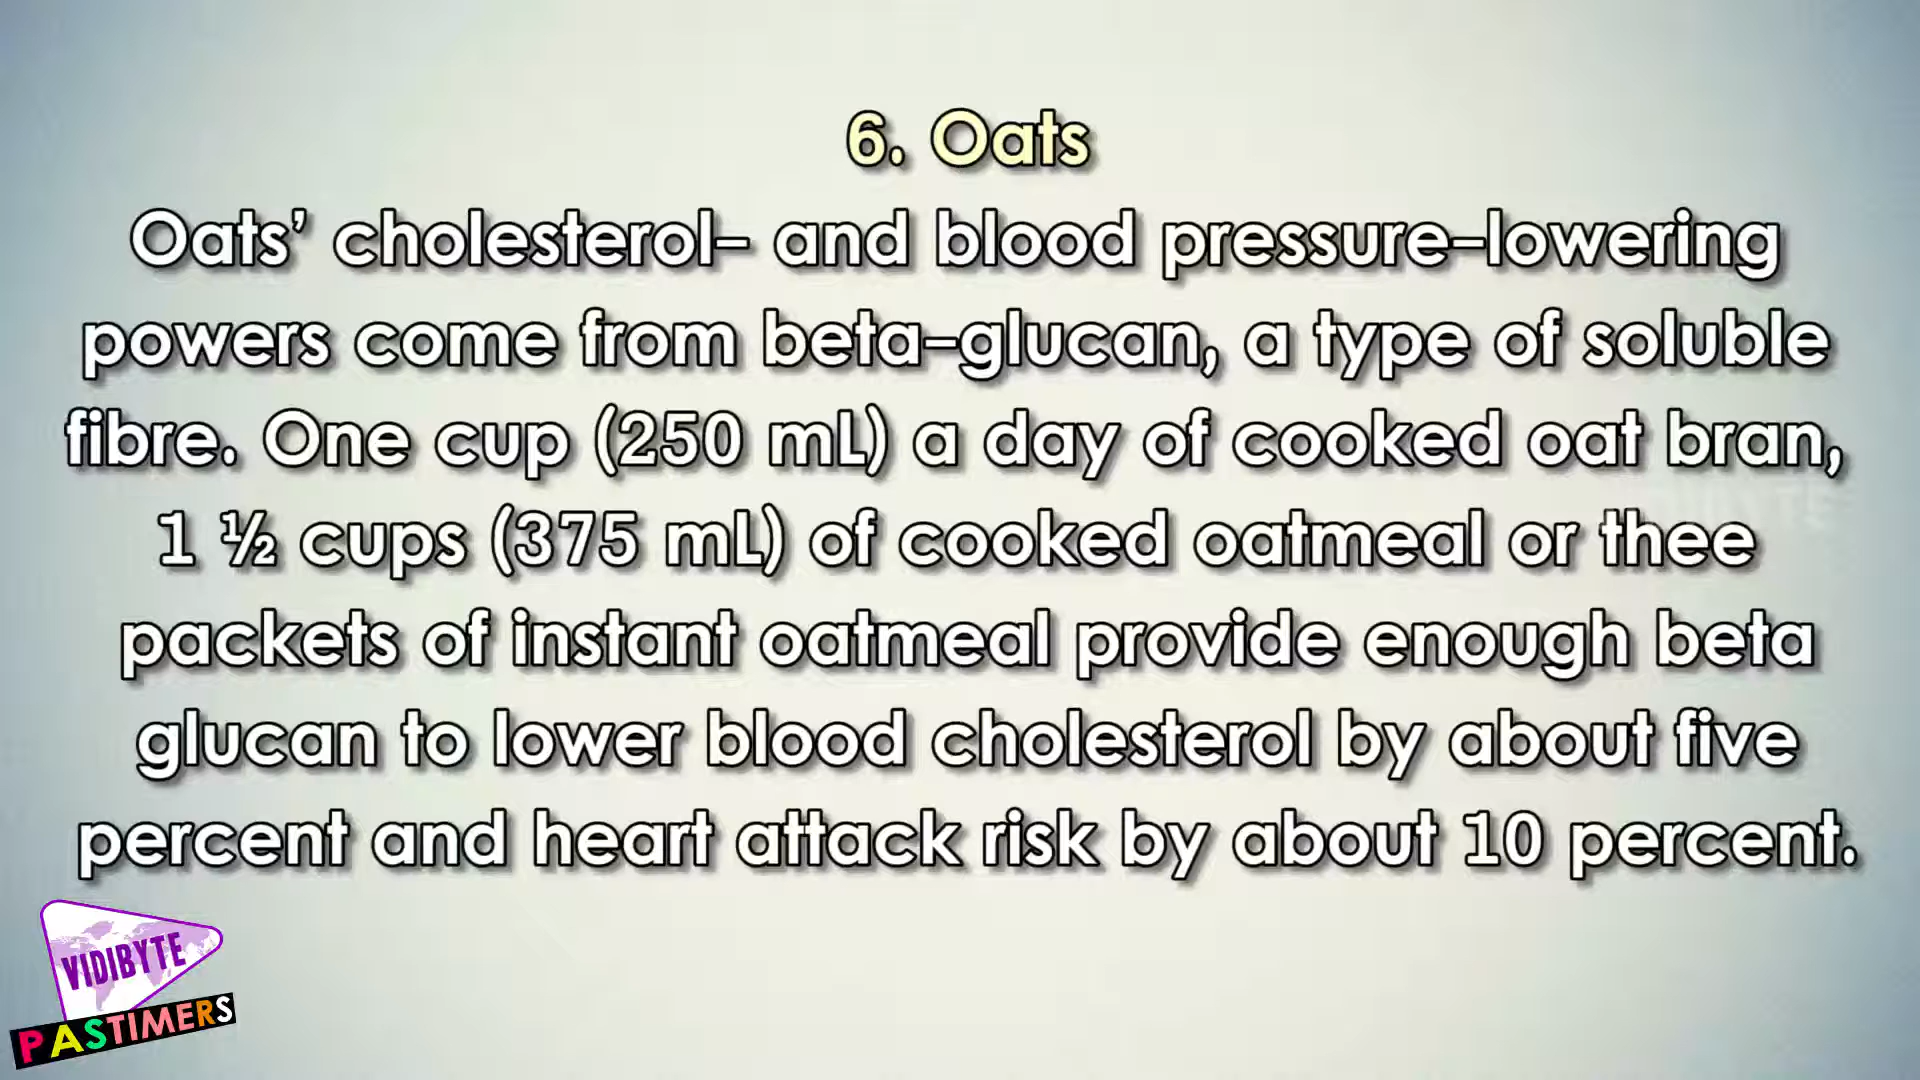 6. Oats
Oats’ cholesterol– and blood pressure–lowering
powers come from beta–glucan, a type of soluble
fibre. One cup (250 mL) a day of cooked oat bran,
1 ½ cups (375 mL) of cooked oatmeal or thee
packets of instant oatmeal provide enough beta
glucan to lower blood cholesterol by about five
percent and heart attack risk by about 10 percent.
VIDIBYTE
PASTIMERS